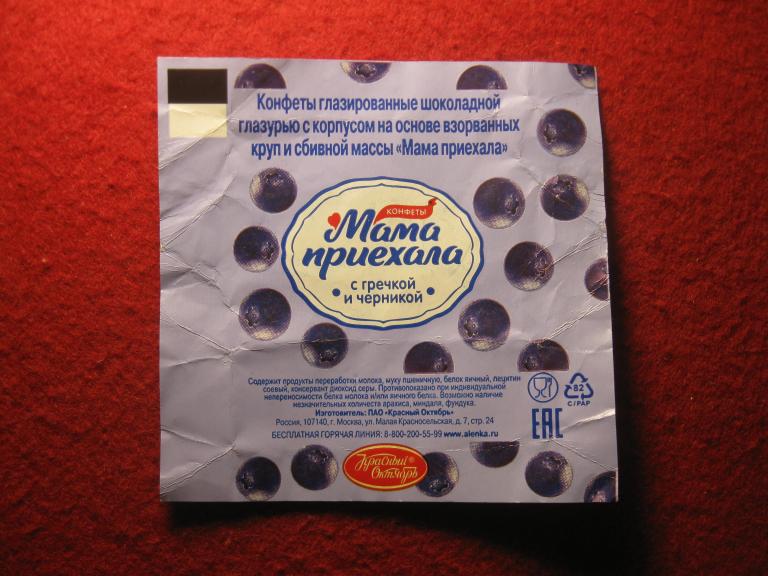 Конфеты глазированные шоколадной
глазурью с корпусом на основе взорванных
круп и сбивной массы «Мама приехала»
КОНФЕТЫ
Мама
приехала
с гречкой
и черникой
Содержит продукты переработки молока, муку пшеничную, белок яичный, лецитин
соевый, консервант диоксид серы. Противопоказано при индивидуальной
непереносимости белка молока и/или яичного белка. Возможно наличие
незначительных количеств арахиса, миндаля, фундука.
Изготовитель: ПАО «Красный Октябрь»
Россия, 107140, г. Москва, ул. Малая Красносельская, д. 7, стр. 24
БЕСПЛАТНАЯ ГОРЯЧАЯ ЛИНИЯ: 8-800-200-55-99 www.alenka.ru
82
C/PAP
EAC
Красный
Октябрь®